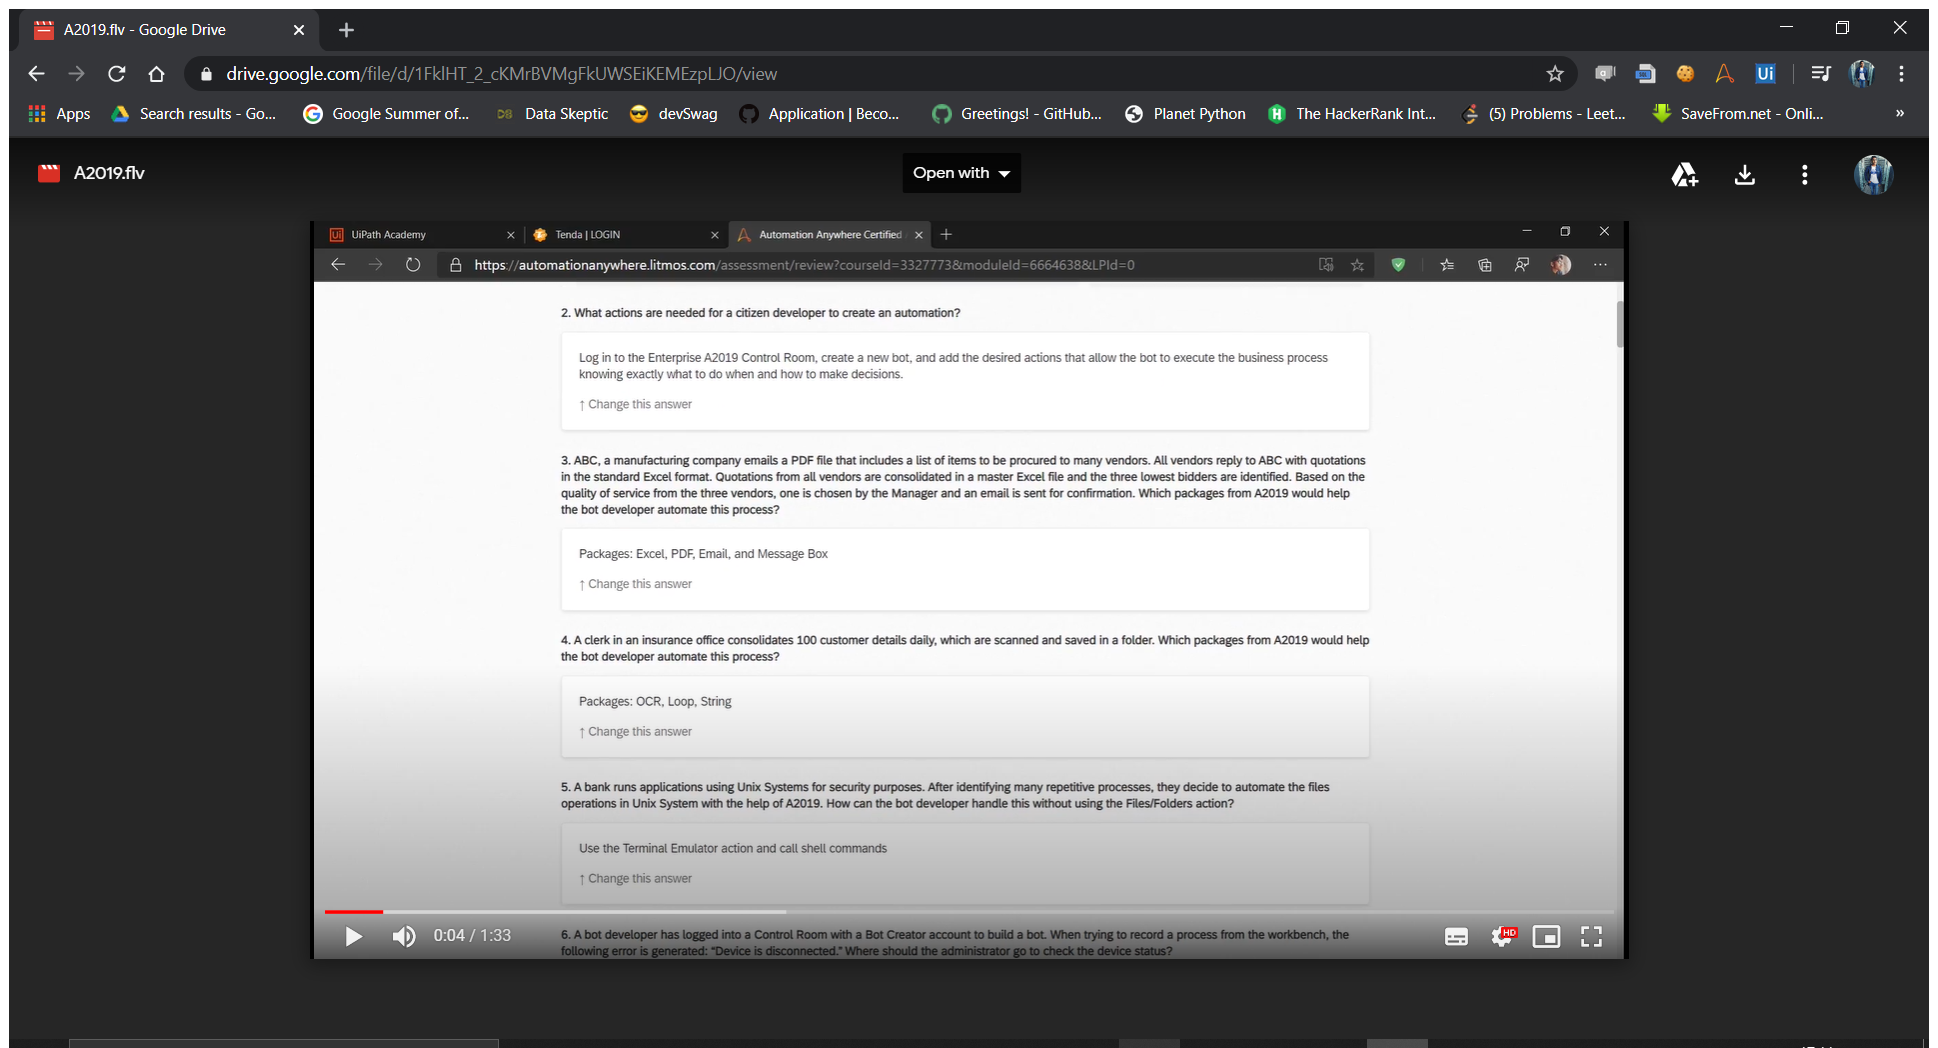 A2019.flv - Google Drive
drive.google.com/file/d/1FklHT_2_cKMrBVMgFkUWSEiKEMEzpLJO/view
Ui
Apps
Search results - Go...
Google Summer of...
DS Data Skeptic
devSwag
Application | Beco...
Greetings! - GitHub...
Planet Python
H The HackerRank Int...
(5) Problems - Leet...
SaveFrom.net - Onli...
»
A2019.flv
Open with
Ui UiPath Academy
Tenda | LOGIN
Automation Anywhere Certified
https://automationanywhere.litmos.com/assessment/review?courseId=3327773&moduleId=6664638&LPId=0
2. What actions are needed for a citizen developer to create an automation?
Log in to the Enterprise A2019 Control Room, create a new bot, and add the desired actions that allow the bot to execute the business process
knowing exactly what to do when and how to make decisions.
↑ Change this answer
3. ABC, a manufacturing company emails a PDF file that includes a list of items to be procured to many vendors. All vendors reply to ABC with quotations
in the standard Excel format. Quotations from all vendors are consolidated in a master Excel file and the three lowest bidders are identified. Based on the
quality of service from the three vendors, one is chosen by the Manager and an email is sent for confirmation. Which packages from A2019 would help
the bot developer automate this process?
Packages: Excel, PDF, Email, and Message Box
↑ Change this answer
4. A clerk in an insurance office consolidates 100 customer details daily, which are scanned and saved in a folder. Which packages from A2019 would help
the bot developer automate this process?
Packages: OCR, Loop, String
↑ Change this answer
5. A bank runs applications using Unix Systems for security purposes. After identifying many repetitive processes, they decide to automate the files
operations in Unix System with the help of A2019. How can the bot developer handle this without using the Files/Folders action?
Use the Terminal Emulator action and call shell commands
↑ Change this answer
6. A bot developer has logged into a Control Room with a Bot Creator account to build a bot. When trying to record a process from the workbench, the
following error is generated: “Device is disconnected.” Where should the administrator go to check the device status?
0:04 / 1:33
HD